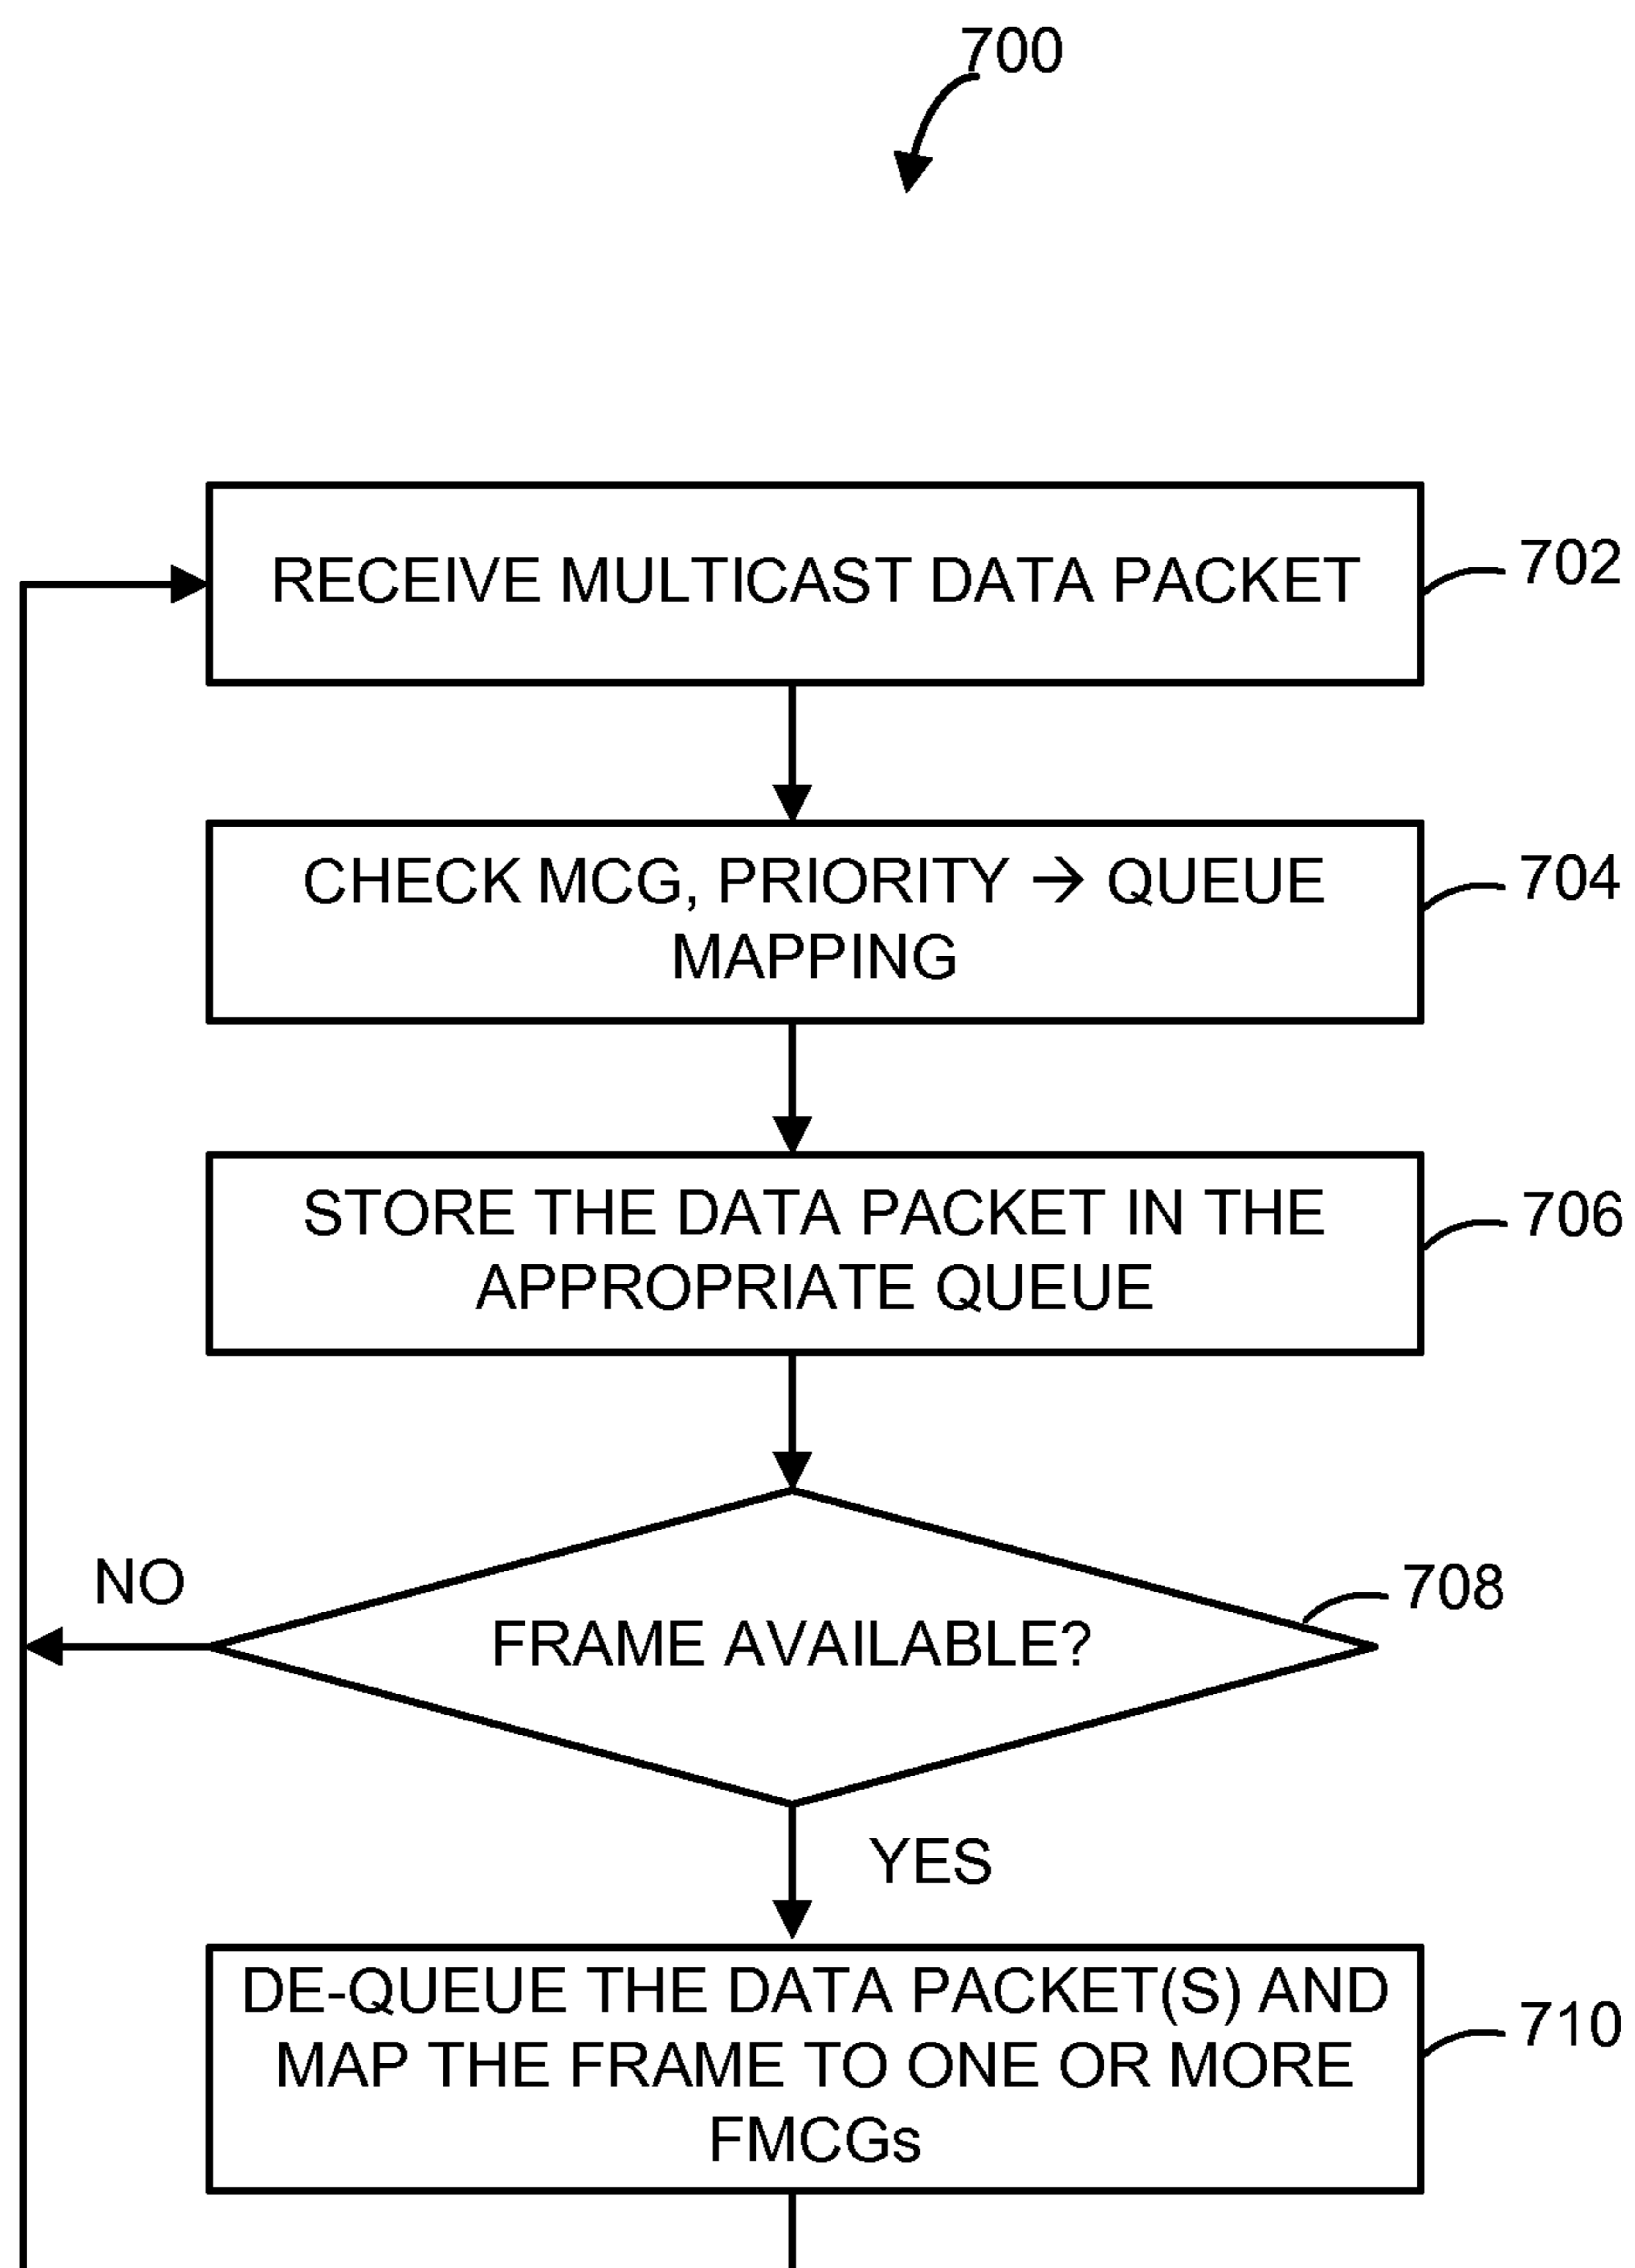 700
RECEIVE MULTICAST DATA PACKET
702
CHECK MCG, PRIORITY → QUEUE
MAPPING
704
STORE THE DATA PACKET IN THE
APPROPRIATE QUEUE
706
NO
FRAME AVAILABLE?
708
YES
DE-QUEUE THE DATA PACKET(S) AND
MAP THE FRAME TO ONE OR MORE
FMCGs
710